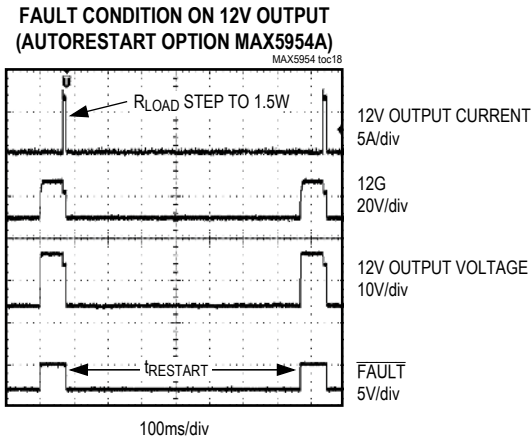 FAULT CONDITION ON 12V OUTPUT
(AUTORESTART OPTION MAX5954A)
MAX5954 toc18
RLOAD STEP TO 1.5W
12V OUTPUT CURRENT
5A/div
12G
20V/div
12V OUTPUT VOLTAGE
10V/div
tRESTART
FAULT
5V/div
100ms/div